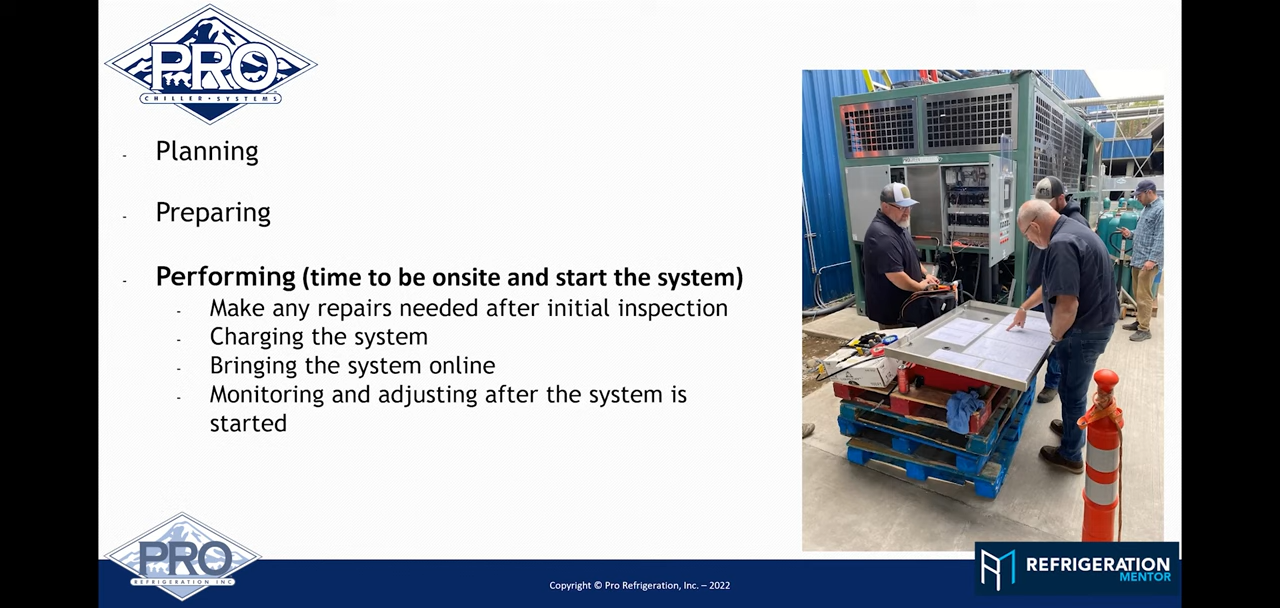 PRO
CHILLER • SYSTEMS
- Planning
- Preparing
- Performing (time to be onsite and start the system)
- Make any repairs needed after initial inspection
- Charging the system
- Bringing the system online
- Monitoring and adjusting after the system is
started
PRO
REFRIGERATION INC
Copyright © Pro Refrigeration, Inc. – 2022
REFRIGERATION
MENTOR